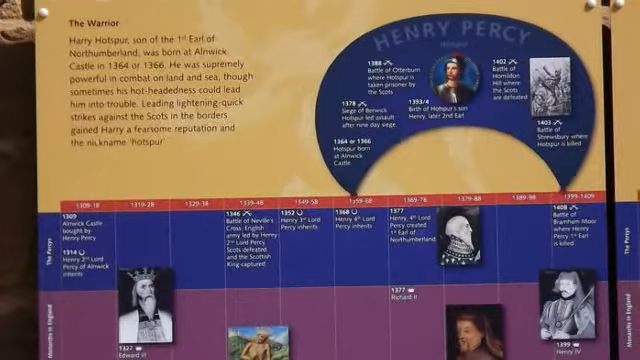 The Warrior
Harry Hotspur, son of the 1st Earl of
Northumberland, was born at Alnwick
Castle in 1364 or 1366. He was supremely
powerful in combat on land and sea, though
sometimes his hot-headedness could lead
him into trouble. Leading lightening-quick
strikes against the Scots in the borders
gained Harry a fearsome reputation and
the nickname 'hotspur'
HENRY PERCY
Hotspur
1388
Battle of Otterburn
where Hotspur is
taken prisoner by
the Scots
1402
Battle of
Homildon
Hill where
the Scots
are defeated
1378
Siege of Berwick
Hotspur led assault
after nine day siege
1393/4
Birth of Hotspur's son
Henry, later 2nd Earl
1403
Battle of
Shrewsbury where
Hotspur is killed
1364 or 1366
Hotspur born
at Alnwick
Castle
1309-18
1319-28
1329-38
1339-48
1349-58
1359-68
1369-78
1379-88
1389-98
1399-1409
The Percys
1309
Alnwick Castle
bought by
Henry Percy
1314
Henry 2nd Lord
Percy of Alnwick
inherits
1346
Battle of Neville's
Cross, English
army led by Henry
2nd Lord Percy.
Scots defeated
and the Scottish
King captured
1352
Henry 3rd Lord
Percy inherits
1368
Henry 4th Lord
Percy inherits
1377
Henry, 4th Lord
Percy created
1st Earl of
Northumberland
1408
Battle of
Bramham Moor
where Henry
Percy 1st Earl
is killed
Monarchs in England
1327
Edward III
1377
Richard II
1399
Henry IV